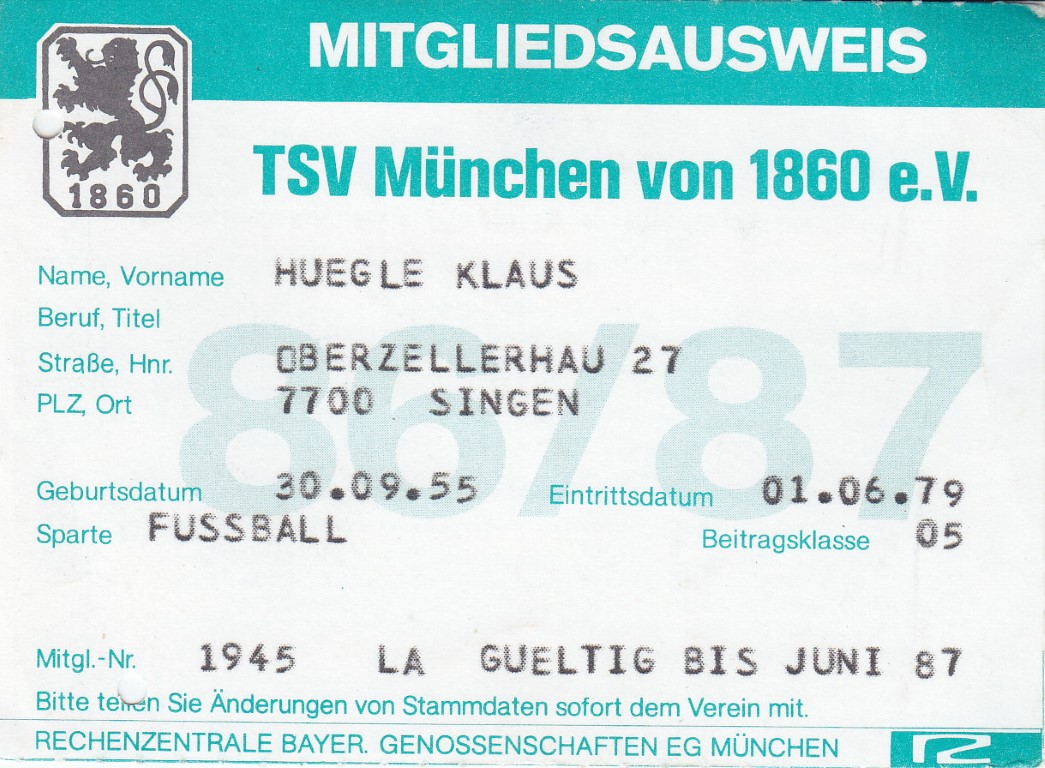 MITGLIEDSAUSWEIS
1860
TSV München von 1860 e.V.
Name, Vorname HUEGLE KLAUS
Beruf, Titel
86/87
Straße, Hnr. OBERZELLERHAU 27
PLZ, Ort 7700 SINGEN
Geburtsdatum 30.09.55 Eintrittsdatum 01.06.79
Sparte FUSSBALL Beitragsklasse 05
Mitgl.-Nr. 1945 LA GUELTIG BIS JUNI 87
Bitte teilen Sie Änderungen von Stammdaten sofort dem Verein mit.
RECHENZENTRALE BAYER. GENOSSENSCHAFTEN EG MÜNCHEN